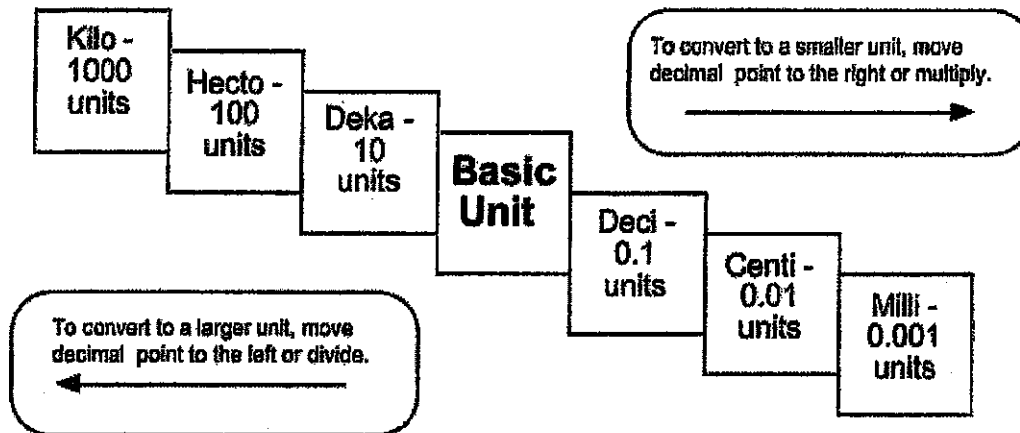 Kilo -
1000
units
Hecto -
100
units
Deka -
10
units
Basic
Unit
Deci -
0.1
units
Centi -
0.01
units
Milli -
0.001
units
To convert to a smaller unit, move
decimal point to the right or multiply.
To convert to a larger unit, move
decimal point to the left or divide.